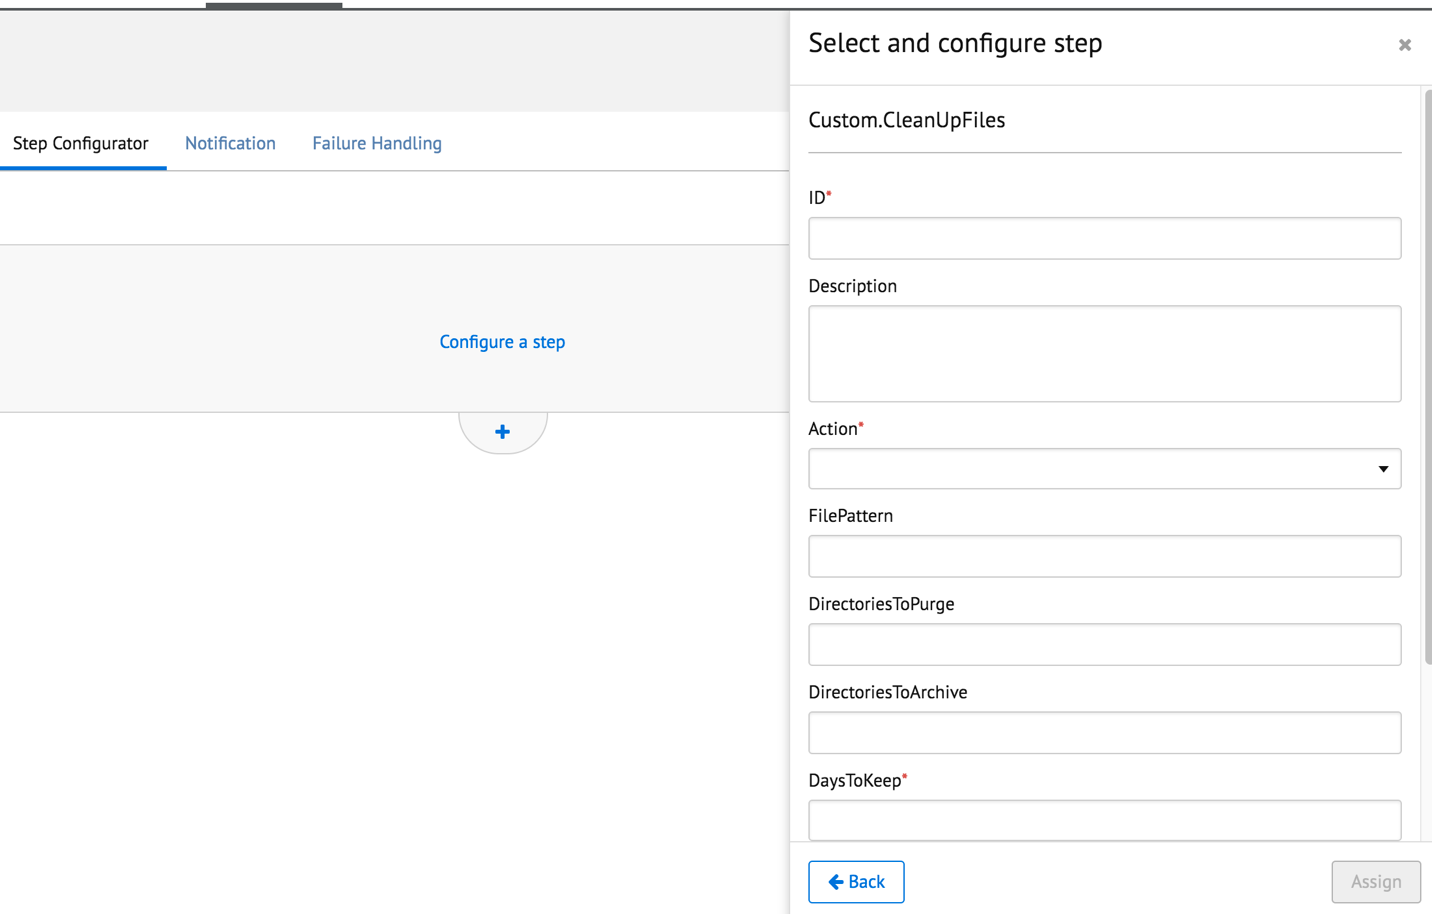 Step Configurator Notification Failure Handling
Configure a step
+
Select and configure step
Custom.CleanUpFiles
ID*
Description
Action*
FilePattern
DirectoriesToPurge
DirectoriesToArchive
DaysToKeep*
Back Assign